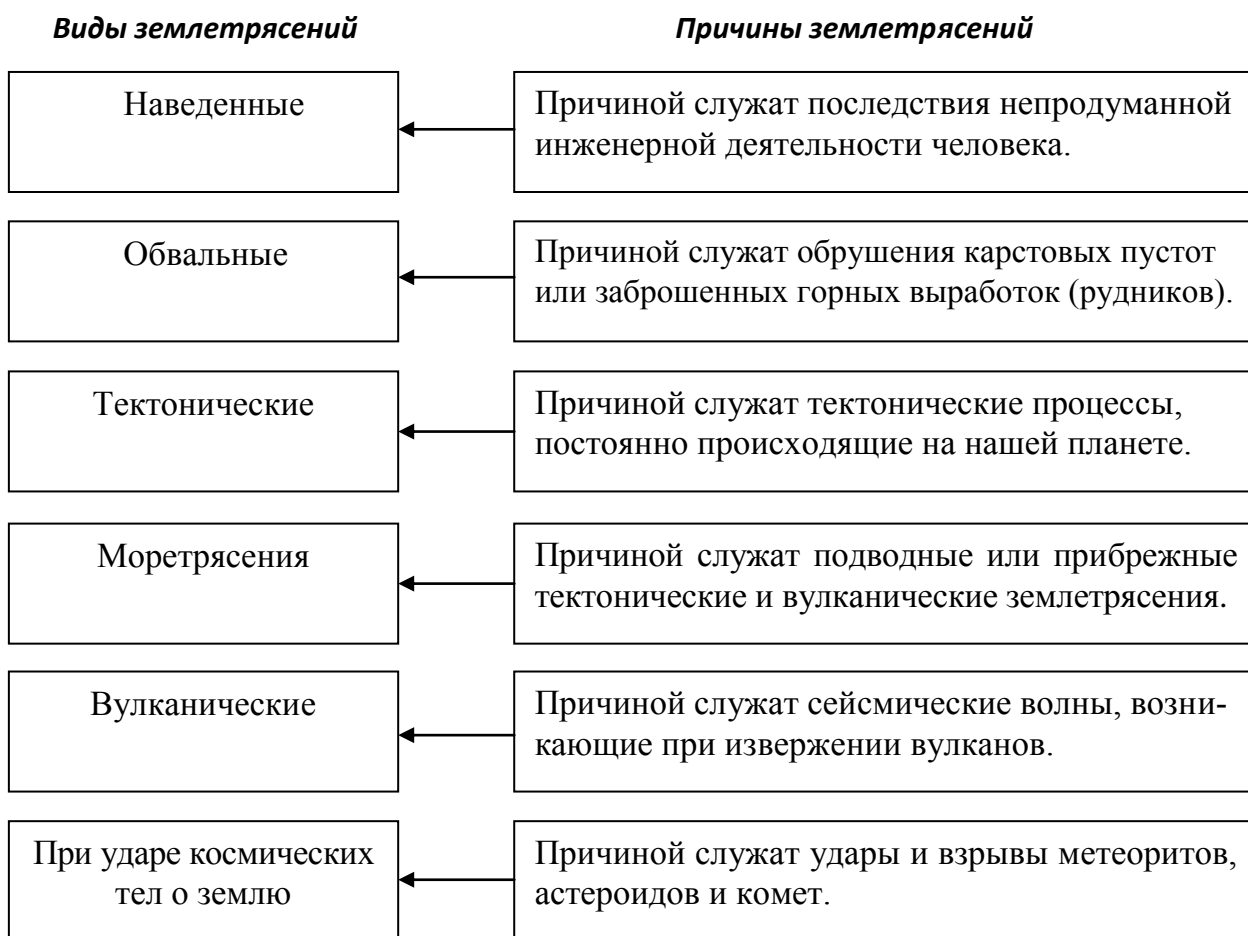 Виды землетрясений
Причины землетрясений
Наведенные
Причиной служат последствия непродуманной
инженерной деятельности человека.
Обвальные
Причиной служат обрушения карстовых пустот
или заброшенных горных выработок (рудников).
Тектонические
Причиной служат тектонические процессы,
постоянно происходящие на нашей планете.
Моретрясения
Причиной служат подводные или прибрежные
тектонические и вулканические землетрясения.
Вулканические
Причиной служат сейсмические волны, возни-
кающие при извержении вулканов.
При ударе космических
тел о землю
Причиной служат удары и взрывы метеоритов,
астероидов и комет.